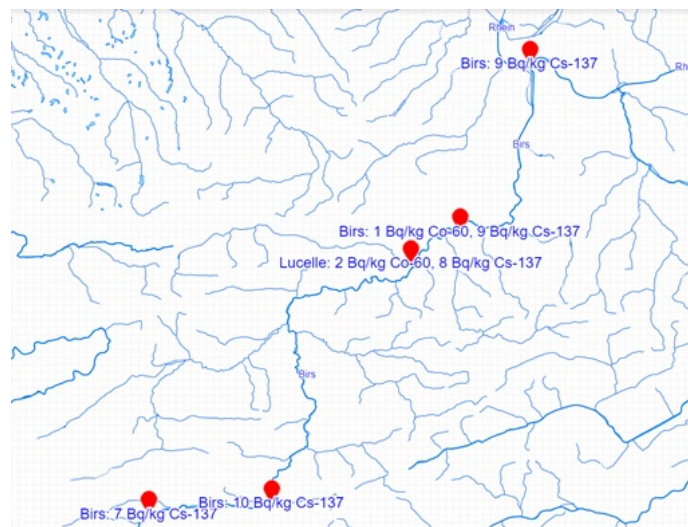 Rhein
Birs: 9 Bq/kg Cs-137
Rh
Birs
Birs: 1 Bq/kg Co-60, 9 Bq/kg Cs-137
Lucelle: 2 Bq/kg Co-60, 8 Bq/kg Cs-137
Birs
Birs: 10 Bq/kg Cs-137
Birs: 7 Bq/kg Cs-137